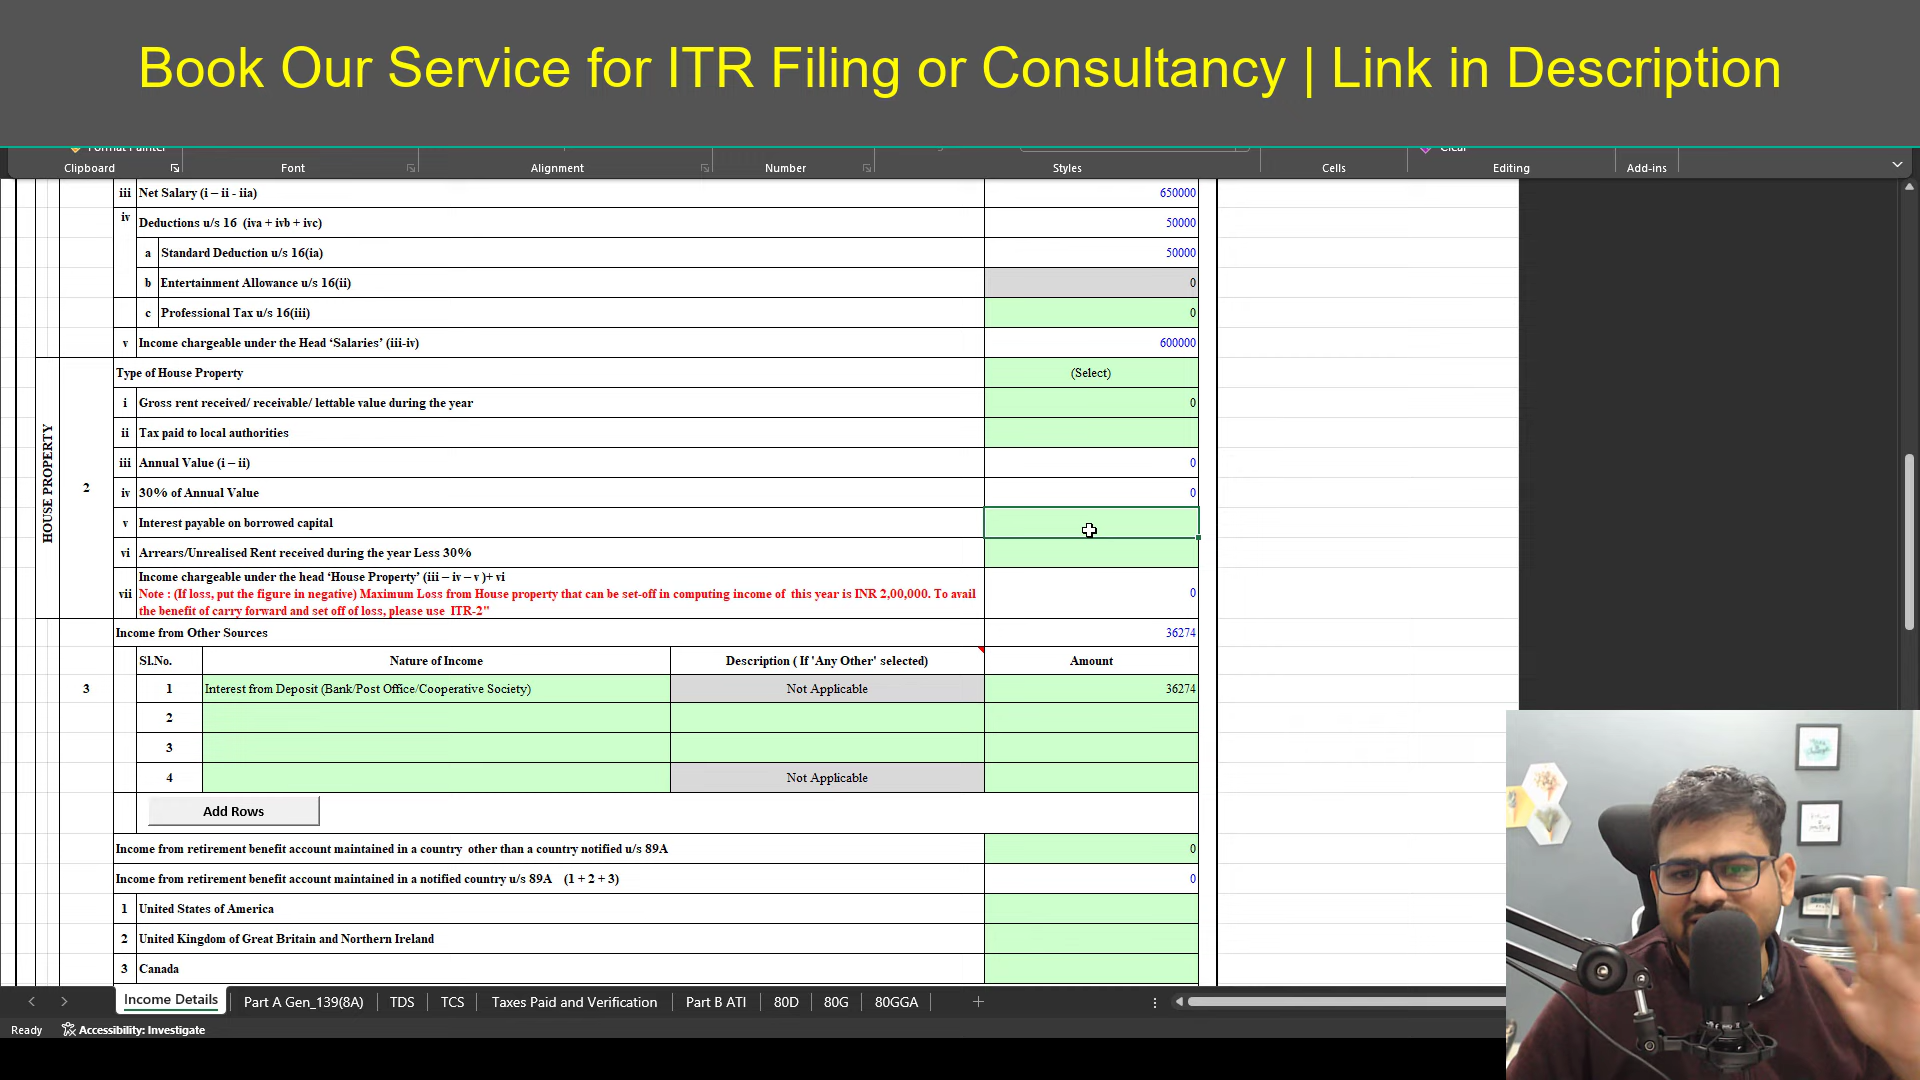 Book Our Service for ITR Filing or Consultancy | Link in Description
Clipboard Font Alignment Number Styles Cells Editing Add-ins
iii Net Salary (i – ii - iia) 650000
iv Deductions u/s 16 (iva + ivb + ivc) 50000
a Standard Deduction u/s 16(ia) 50000
b Entertainment Allowance u/s 16(ii) 0
c Professional Tax u/s 16(iii) 0
v Income chargeable under the Head ‘Salaries’ (iii-iv) 600000
HOUSE PROPERTY
2
Type of House Property (Select)
i Gross rent received/ receivable/ lettable value during the year 0
ii Tax paid to local authorities
iii Annual Value (i – ii) 0
iv 30% of Annual Value 0
v Interest payable on borrowed capital
vi Arrears/Unrealised Rent received during the year Less 30%
vii Income chargeable under the head ‘House Property’ (iii – iv – v )+ vi 0
Note : (If loss, put the figure in negative) Maximum Loss from House property that can be set-off in computing income of this year is INR 2,00,000. To avail
the benefit of carry forward and set off of loss, please use ITR-2"
3
Income from Other Sources 36274
Sl.No. Nature of Income Description ( If 'Any Other' selected) Amount
1 Interest from Deposit (Bank/Post Office/Cooperative Society) Not Applicable 36274
2
3
4 Not Applicable
Add Rows
Income from retirement benefit account maintained in a country other than a country notified u/s 89A 0
Income from retirement benefit account maintained in a notified country u/s 89A (1 + 2 + 3) 0
1 United States of America
2 United Kingdom of Great Britain and Northern Ireland
3 Canada
Income Details Part A Gen_139(8A) TDS TCS Taxes Paid and Verification Part B ATI 80D 80G 80GGA
Ready Accessibility: Investigate